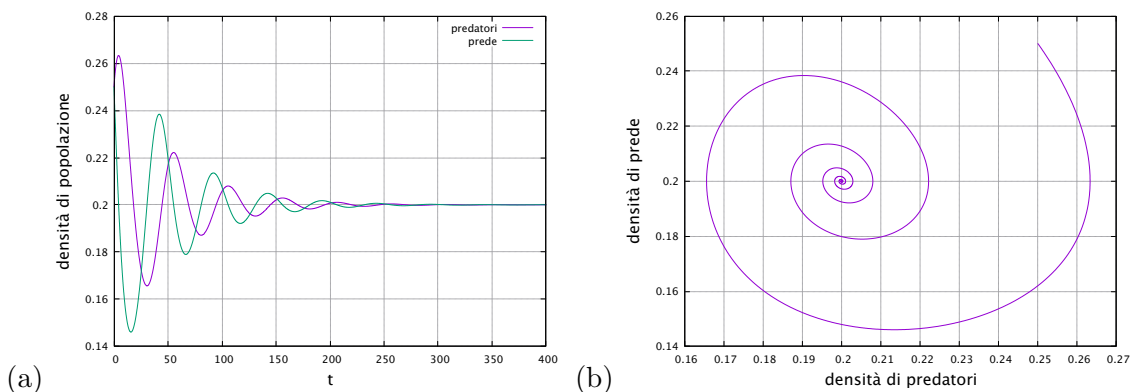 predatori
prede
0.28
0.26
0.24
0.22
0.2
0.18
0.16
0.14
0 50 100 150 200 250 300 350 400
densità di popolazione
t
(a)
0.26
0.24
0.22
0.2
0.18
0.16
0.14
0.16 0.17 0.18 0.19 0.2 0.21 0.22 0.23 0.24 0.25 0.26 0.27
densità di prede
densità di predatori
(b)